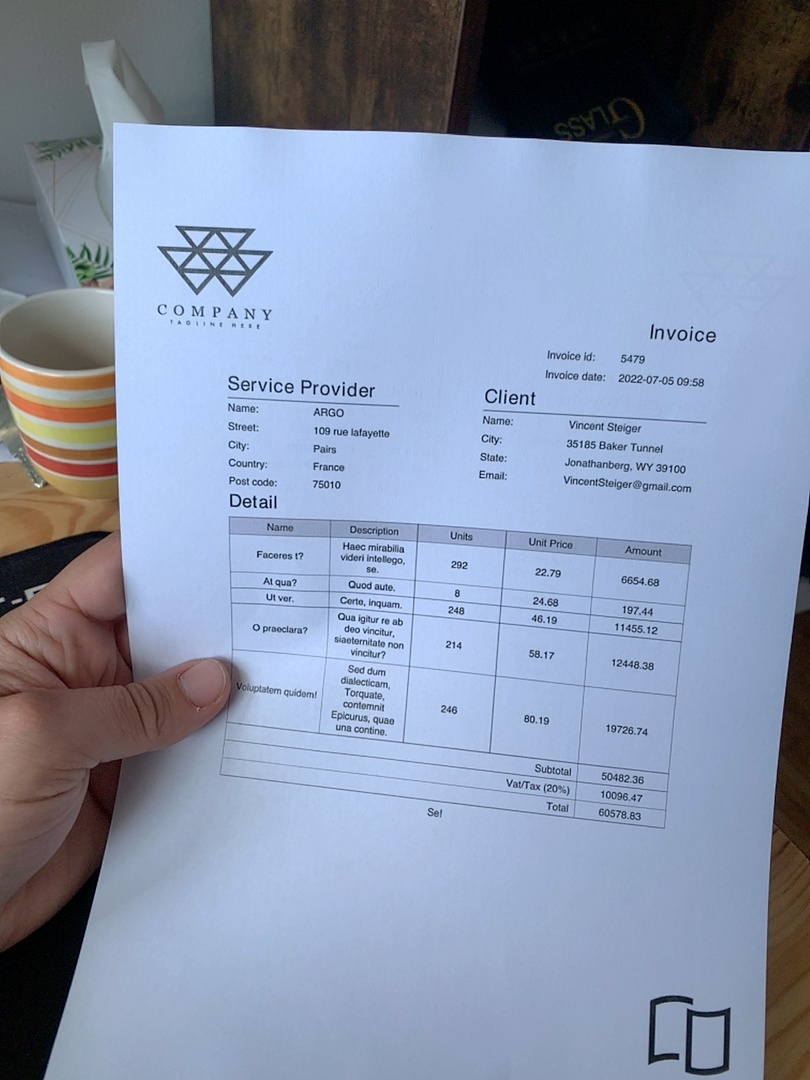 GLASS
COMPANY
TAGLINE HERE
Invoice
Invoice id: 5479
Invoice date: 2022-07-05 09:58
Service Provider
Name: ARGO
Street: 109 rue lafayette
City: Pairs
Country: France
Post code: 75010
Client
Name: Vincent Steiger
City: 35185 Baker Tunnel
State: Jonathanberg, WY 39100
Email: VincentSteiger@gmail.com
Detail
Name Description Units Unit Price Amount
Faceres t? Haec mirabilia 292 22.79 6654.68
videri intellego,
se.
At qua? Quod aute. 8 24.68 197.44
Ut ver. Certe, inquam. 248 46.19 11455.12
O praeclara? Qua igitur re ab 214 58.17 12448.38
deo vincitur,
siaeternitate non
vincitur?
Voluptatem quidem! Sed dum 246 80.19 19726.74
dialecticam,
Torquate,
contemnit
Epicurus, quae
una contine.
Subtotal 50482.36
Vat/Tax (20%) 10096.47
Total 60578.83
Se!